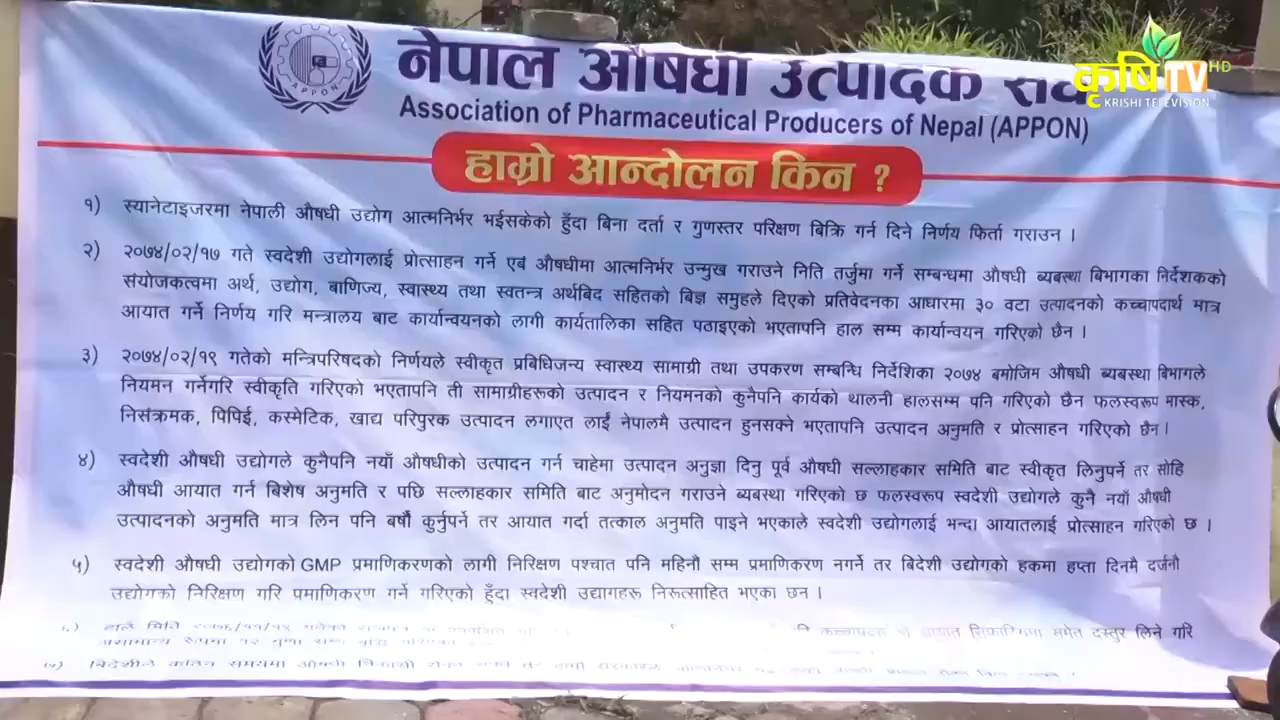 नेपाल औषधी उत्पादक
कृषि TV HD
KRISHI TELEVISION
APPON
Association of Pharmaceutical Producers of Nepal (APPON)
हाम्रो आन्दोलन किन ?
१) स्यानेटाइजरमा नेपाली औषधी उद्योग आत्मनिर्भर भईसकेको हुँदा बिना दर्ता र गुणस्तर परिक्षण बिक्रि गर्न दिने निर्णय फिर्ता गराउन ।
२) २०७४/०२/१७ गते स्वदेशी उद्योगलाई प्रोत्साहन गर्ने एवं औषधीमा आत्मनिर्भर उन्मुख गराउने निति तर्जुमा गर्ने सम्बन्धमा औषधी ब्यबस्था बिभागका निर्देशकको
संयोजकत्वमा अर्थ, उद्योग, बाणिज्य, स्वास्थ्य तथा स्वतन्त्र अर्थबिद सहितको बिज्ञ समुहले दिएको प्रतिवेदनका आधारमा ३० वटा उत्पादनको कच्चापदार्थ मात्र
आयात गर्ने निर्णय गरि मन्त्रालय बाट कार्यान्वयनको लागी कार्यतालिका सहित पठाइएको भएतापनि हाल सम्म कार्यान्वयन गरिएको छैन ।
३) २०७४/०२/१९ गतेको मन्त्रिपरिषदको निर्णयले स्वीकृत प्रबिधिजन्य स्वास्थ्य सामाग्री तथा उपकरण सम्बन्धि निर्देशिका २०७४ बमोजिम औषधी ब्यबस्था बिभागले
नियमन गर्नेगरि स्वीकृति गरिएको भएतापनि ती सामाग्रीहरूको उत्पादन र नियमनको कुनैपनि कार्यको थालनी हालसम्म पनि गरिएको छैन फलस्वरूप मास्क,
निसंक्रमक, पिपिई, कस्मेटिक, खाद्य परिपुरक उत्पादन लगाएत लाईं नेपालमै उत्पादन हुनसक्ने भएतापनि उत्पादन अनुमति र प्रोत्साहन गरिएको छैन ।
४) स्वदेशी औषधी उद्योगले कुनैपनि नयाँ औषधीको उत्पादन गर्न चाहेमा उत्पादन अनुज्ञा दिनु पूर्व औषधी सल्लाहकार समिति बाट स्वीकृत लिनुपर्ने तर सोहि
औषधी आयात गर्न बिशेष अनुमति र पछि सल्लाहकार समिति बाट अनुमोदन गराउने ब्यबस्था गरिएको छ फलस्वरूप स्वदेशी उद्योगले कुनै नयाँ औषधी
उत्पादनको अनुमति मात्र लिन पनि बर्षौ कुर्नुपर्ने तर आयात गर्दा तत्काल अनुमति पाइने भएकाले स्वदेशी उद्योगलाई भन्दा आयातलाई प्रोत्साहन गरिएको छ ।
५) स्वदेशी औषधी उद्योगको GMP प्रमाणिकरणको लागी निरिक्षण पश्चात पनि महिनौं सम्म प्रमाणिकरण नगर्ने तर बिदेशी उद्योगको हकमा हप्ता दिनमै दर्जनौ
उद्योगको निरिक्षण गरि प्रमाणिकरण गर्ने गरिएको हुँदा स्वदेशी उद्यागहरू निरूत्साहित भएका छन ।
समेत दस्तुर लिने गरि